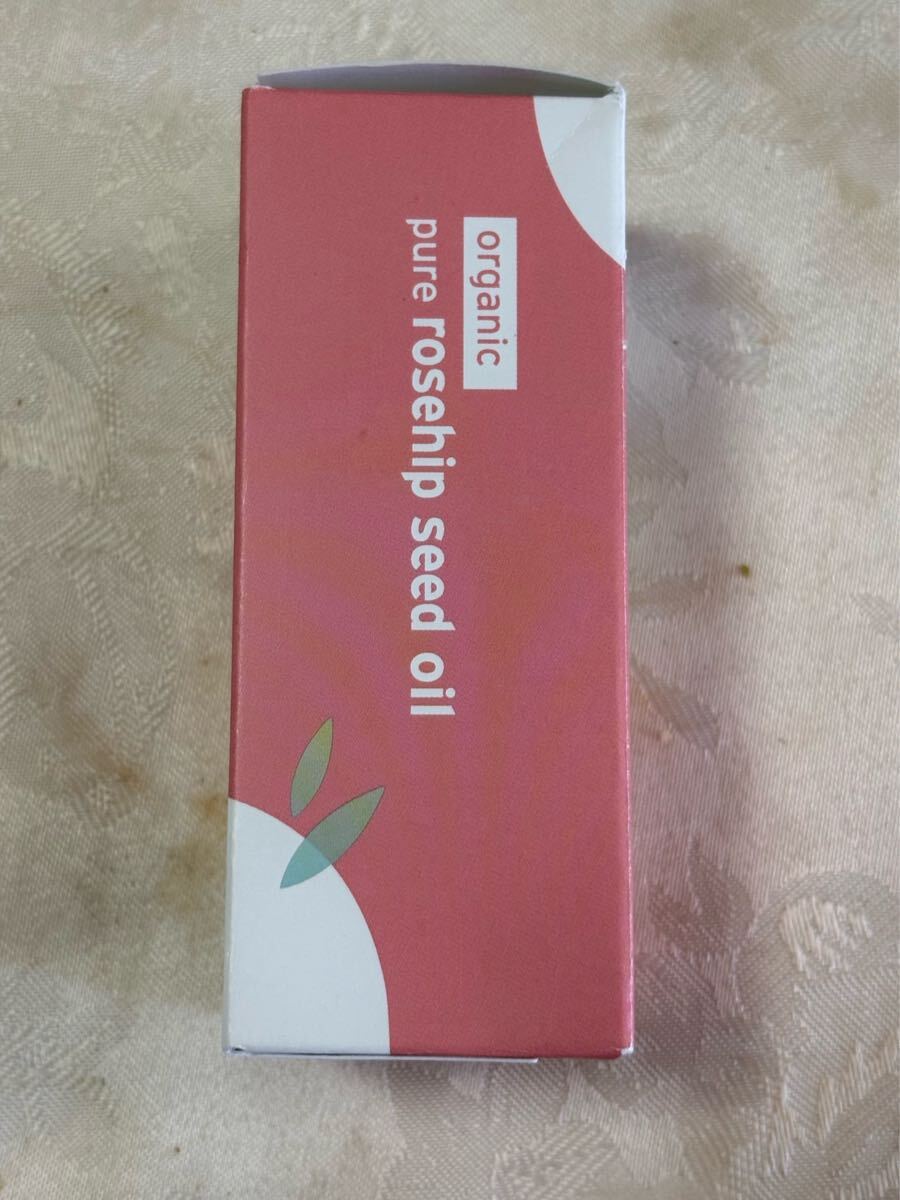 organic
pure rosehip seed oil